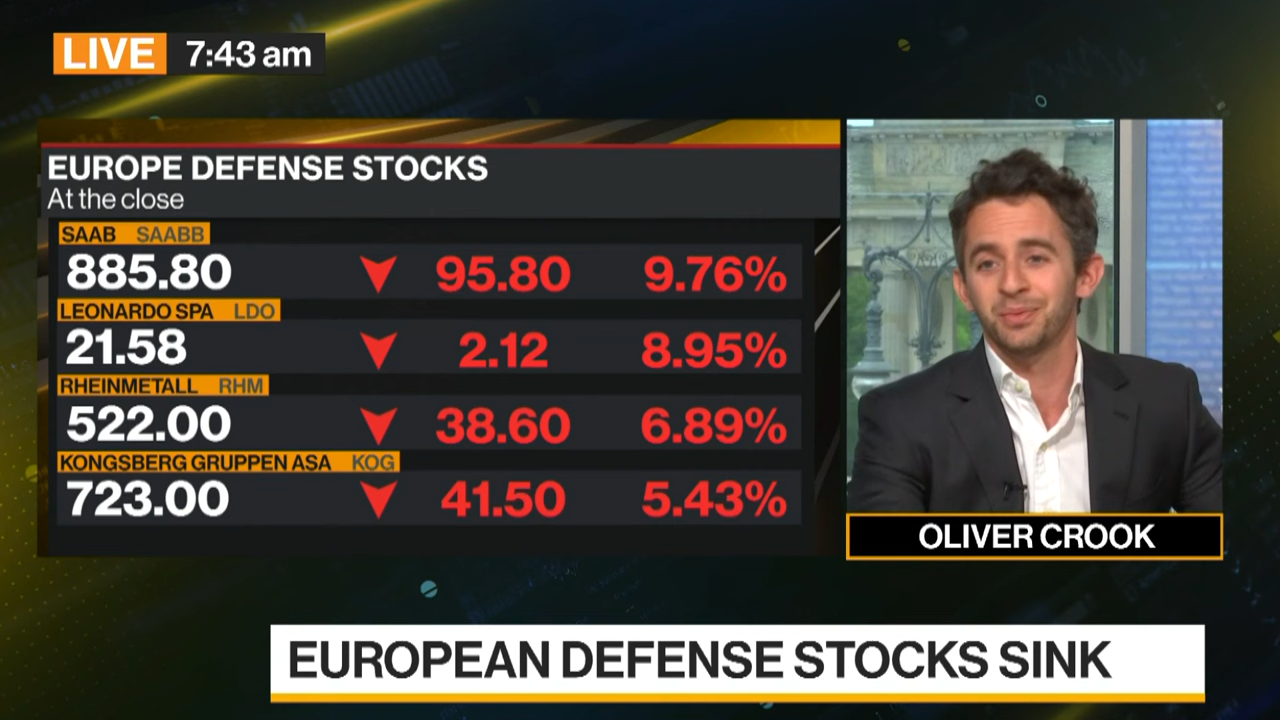 LIVE 7:43 am
EUROPE DEFENSE STOCKS
At the close
SAAB SAABB
885.80 ▼ 95.80 9.76%
LEONARDO SPA LDO
21.58 ▼ 2.12 8.95%
RHEINMETALL RHM
522.00 ▼ 38.60 6.89%
KONGSBERG GRUPPEN ASA KOG
723.00 ▼ 41.50 5.43%
OLIVER CROOK
EUROPEAN DEFENSE STOCKS SINK